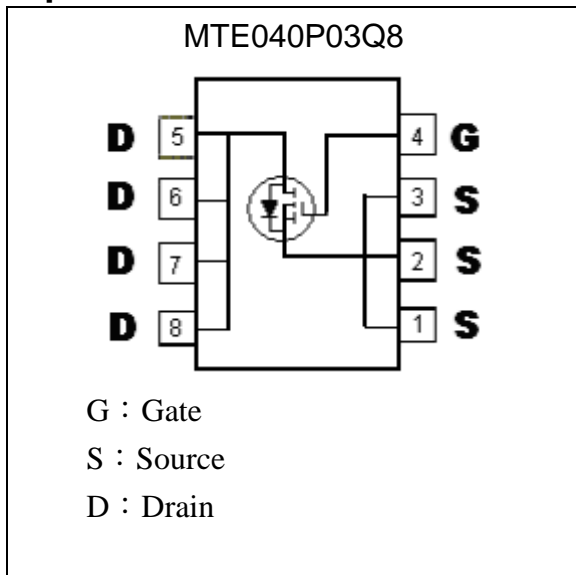 MTE040P03Q8
D 5 4 G
D 6 3 S
D 7 2 S
D 8 1 S
G：Gate
S：Source
D：Drain